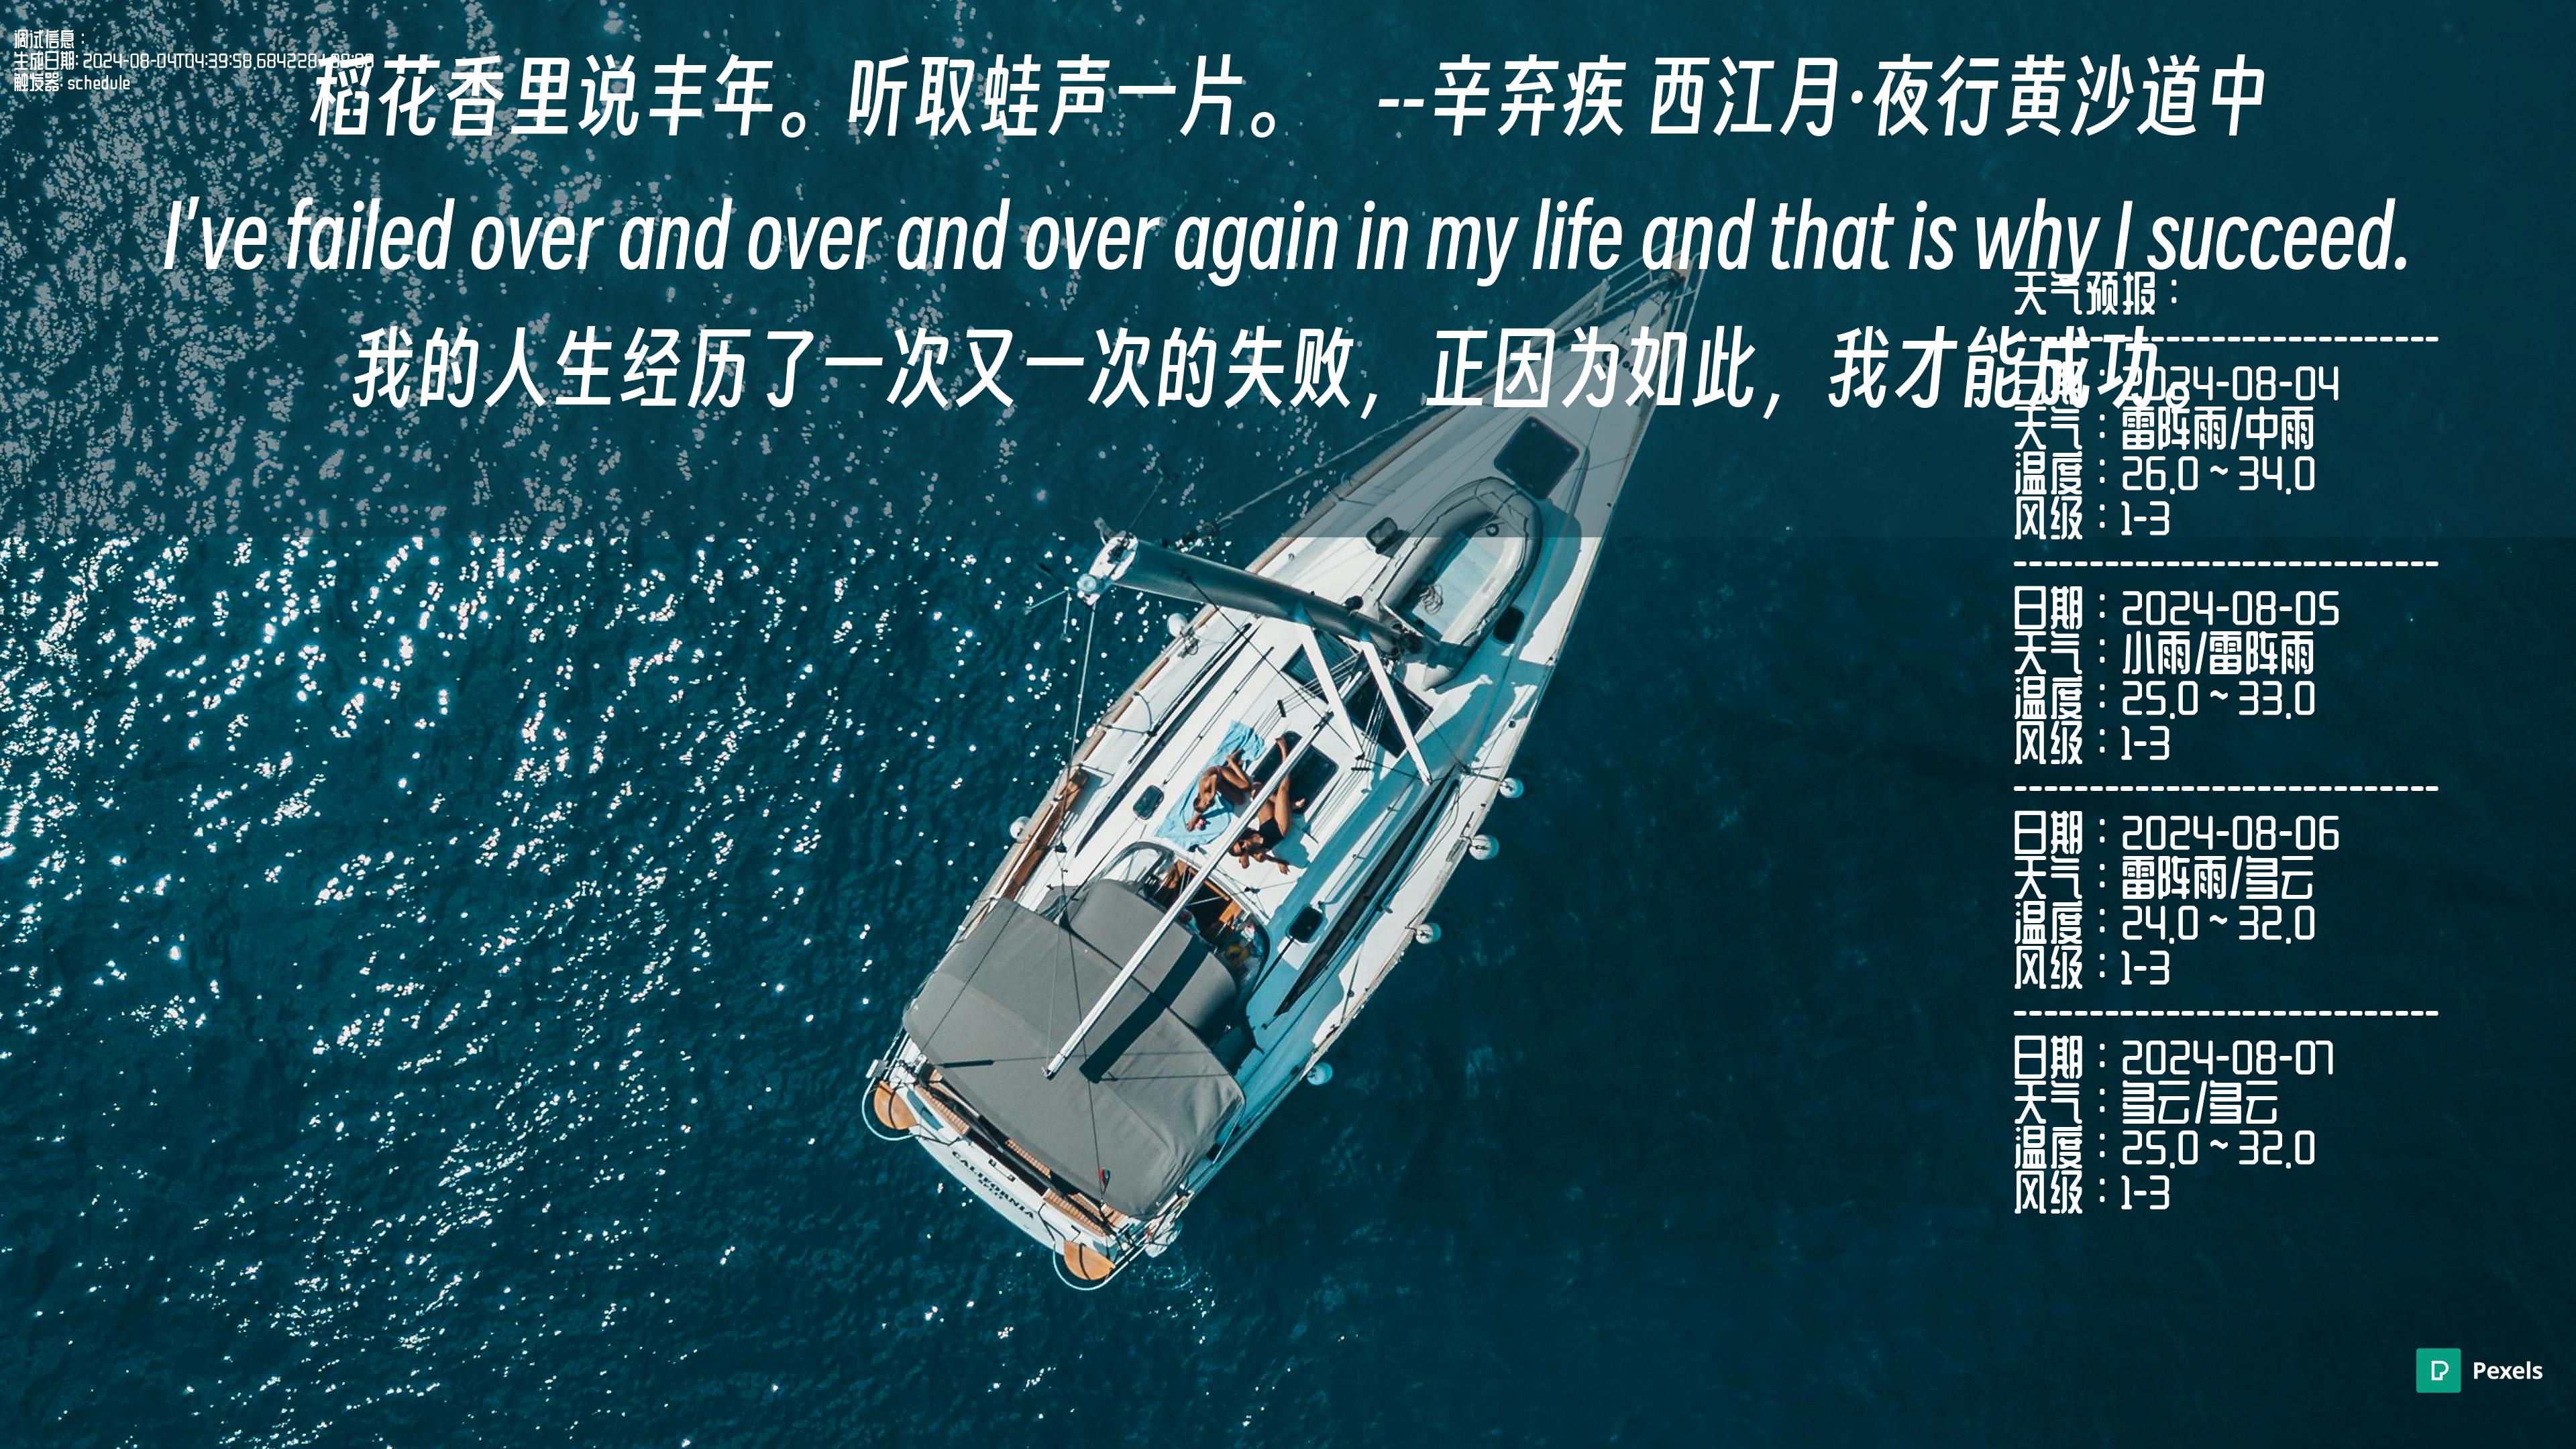 调试信息：
生成日期: 2024-08-04T04:39:58.684228+00:00
触发器: schedule
稻花香里说丰年。听取蛙声一片。 --辛弃疾 西江月·夜行黄沙道中
I've failed over and over and over again in my life and that is why I succeed.
我的人生经历了一次又一次的失败，正因为如此，我才能成功。
天气预报：
----------------------------
日期：2024-08-04
天气：雷阵雨/中雨
温度：26.0 ~ 34.0
风级：1-3
----------------------------
日期：2024-08-05
天气：小雨/雷阵雨
温度：25.0 ~ 33.0
风级：1-3
----------------------------
日期：2024-08-06
天气：雷阵雨/多云
温度：24.0 ~ 32.0
风级：1-3
----------------------------
日期：2024-08-07
天气：多云/多云
温度：25.0 ~ 32.0
风级：1-3
CALIFORNIA
Pexels